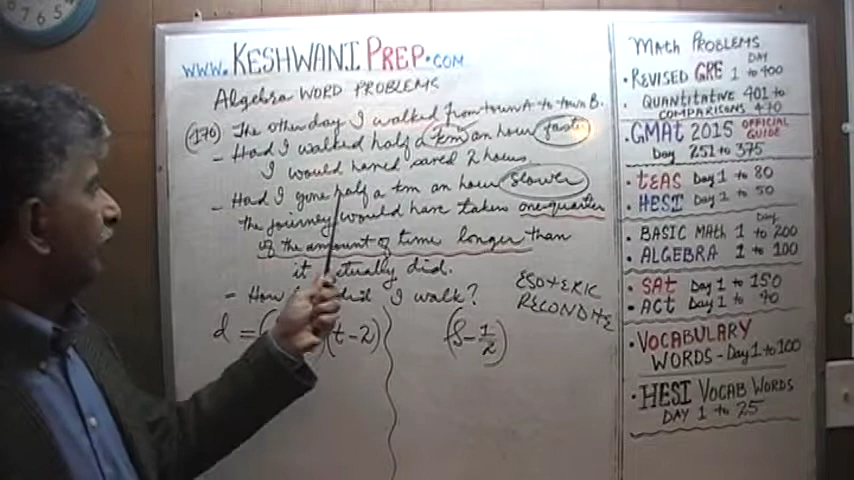 7 6 5
www.KESHWANI PREP.com
Algebra WORD PROBLEMS
(170) The other day I walked from town A to town B.
- Had I walked half a km an hour faster
I would have saved 2 hours
- Had I gone half a km an hour slower
the journey would have taken one-quarter
of the amount of time longer than
it actually did.
- How did I walk?
ESOTERIC
RECONDITE
d = (t-2)
(S-1/2)
MATH PROBLEMS
• REVISED GRE DAY 1 to 400
• QUANTITATIVE COMPARISONS 401 to 470
• GMAT 2015 OFFICIAL GUIDE
Day 251 to 375
• TEAS Day 1 to 80
• HESI Day 1 to 50
• BASIC MATH Day 1 to 200
• ALGEBRA 1 to 100
• SAT Day 1 to 150
• ACT Day 1 to 40
• VOCABULARY
WORDS - Day 1 to 100
• HESI VOCAB WORDS
DAY 1 to 25